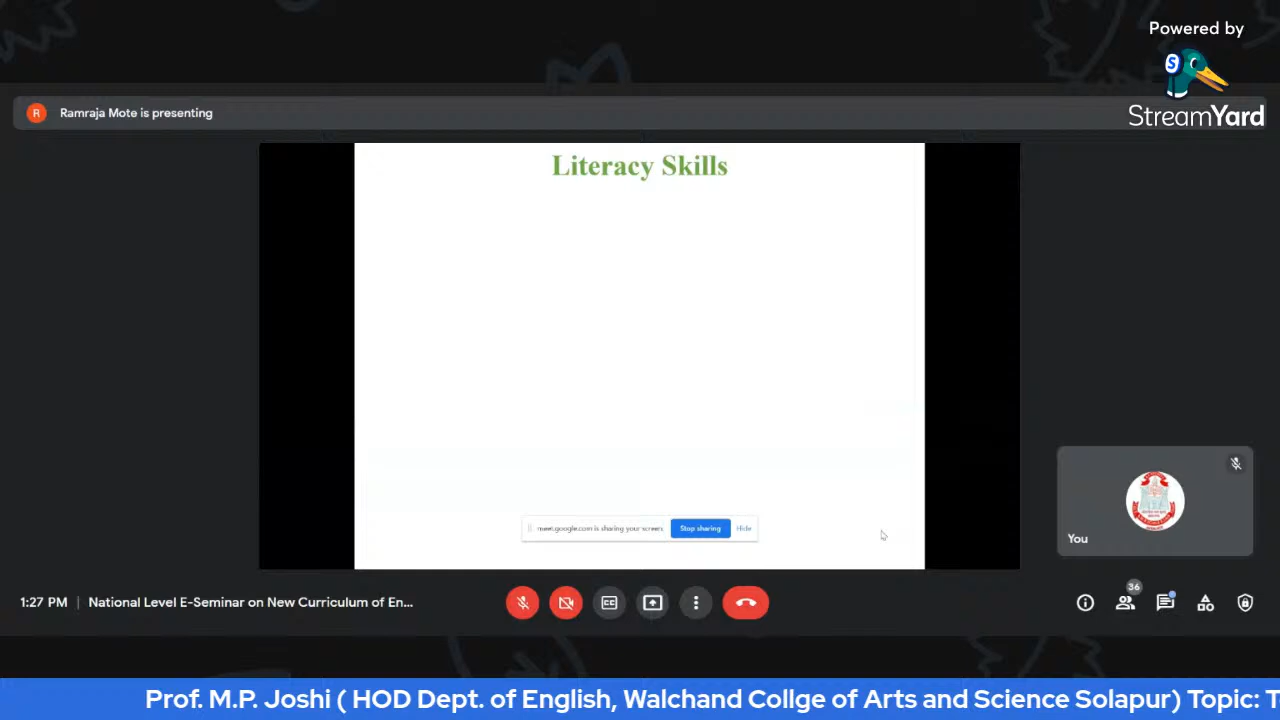 Powered by
StreamYard
S
R
Ramraja Mote is presenting
Literacy Skills
meet.google.com is sharing your screen.
Stop sharing
Hide
You
1:27 PM
National Level E-Seminar on New Curriculum of En...
CC
36
Prof. M.P. Joshi ( HOD Dept. of English, Walchand Collge of Arts and Science Solapur) Topic: T